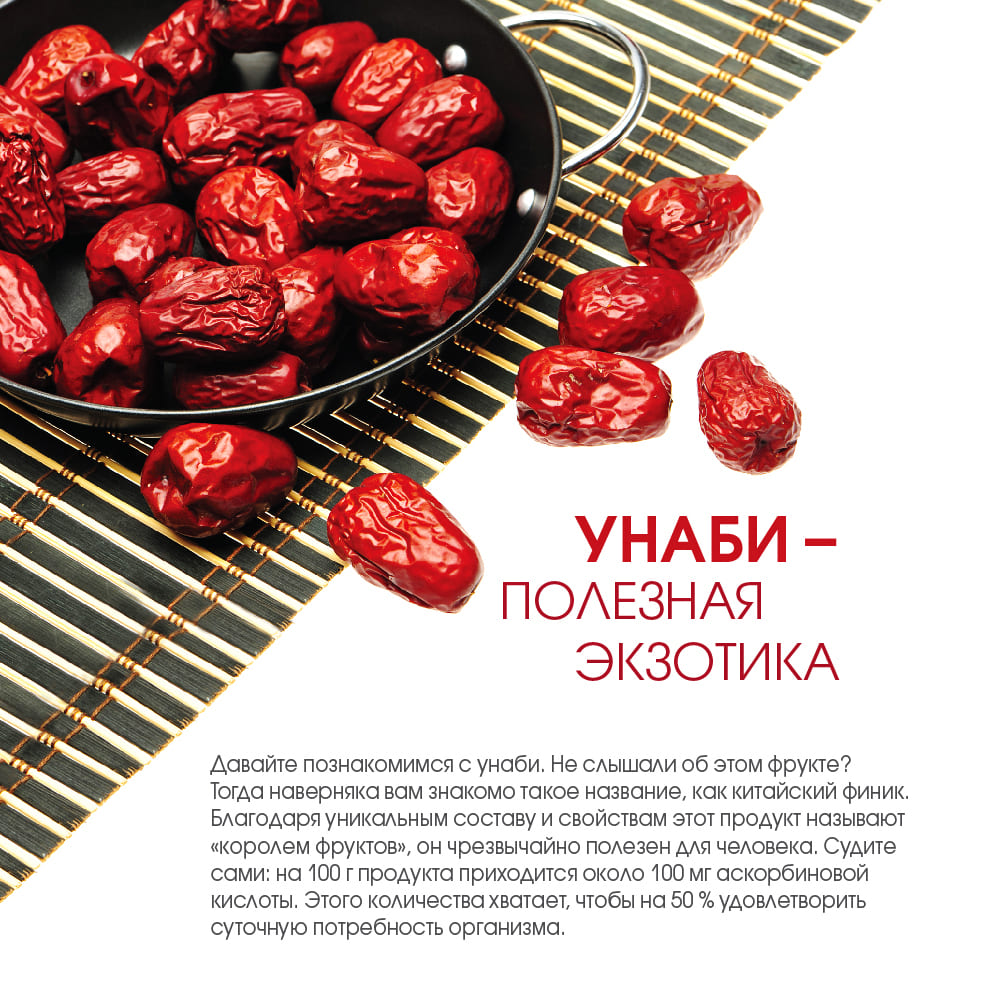 УНАБИ –
ПОЛЕЗНАЯ
ЭКЗОТИКА
Давайте познакомимся с унаби. Не слышали об этом фрукте?
Тогда наверняка вам знакомо такое название, как китайский финик.
Благодаря уникальным составу и свойствам этот продукт называют
«королем фруктов», он чрезвычайно полезен для человека. Судите
сами: на 100 г продукта приходится около 100 мг аскорбиновой
кислоты. Этого количества хватает, чтобы на 50 % удовлетворить
суточную потребность организма.